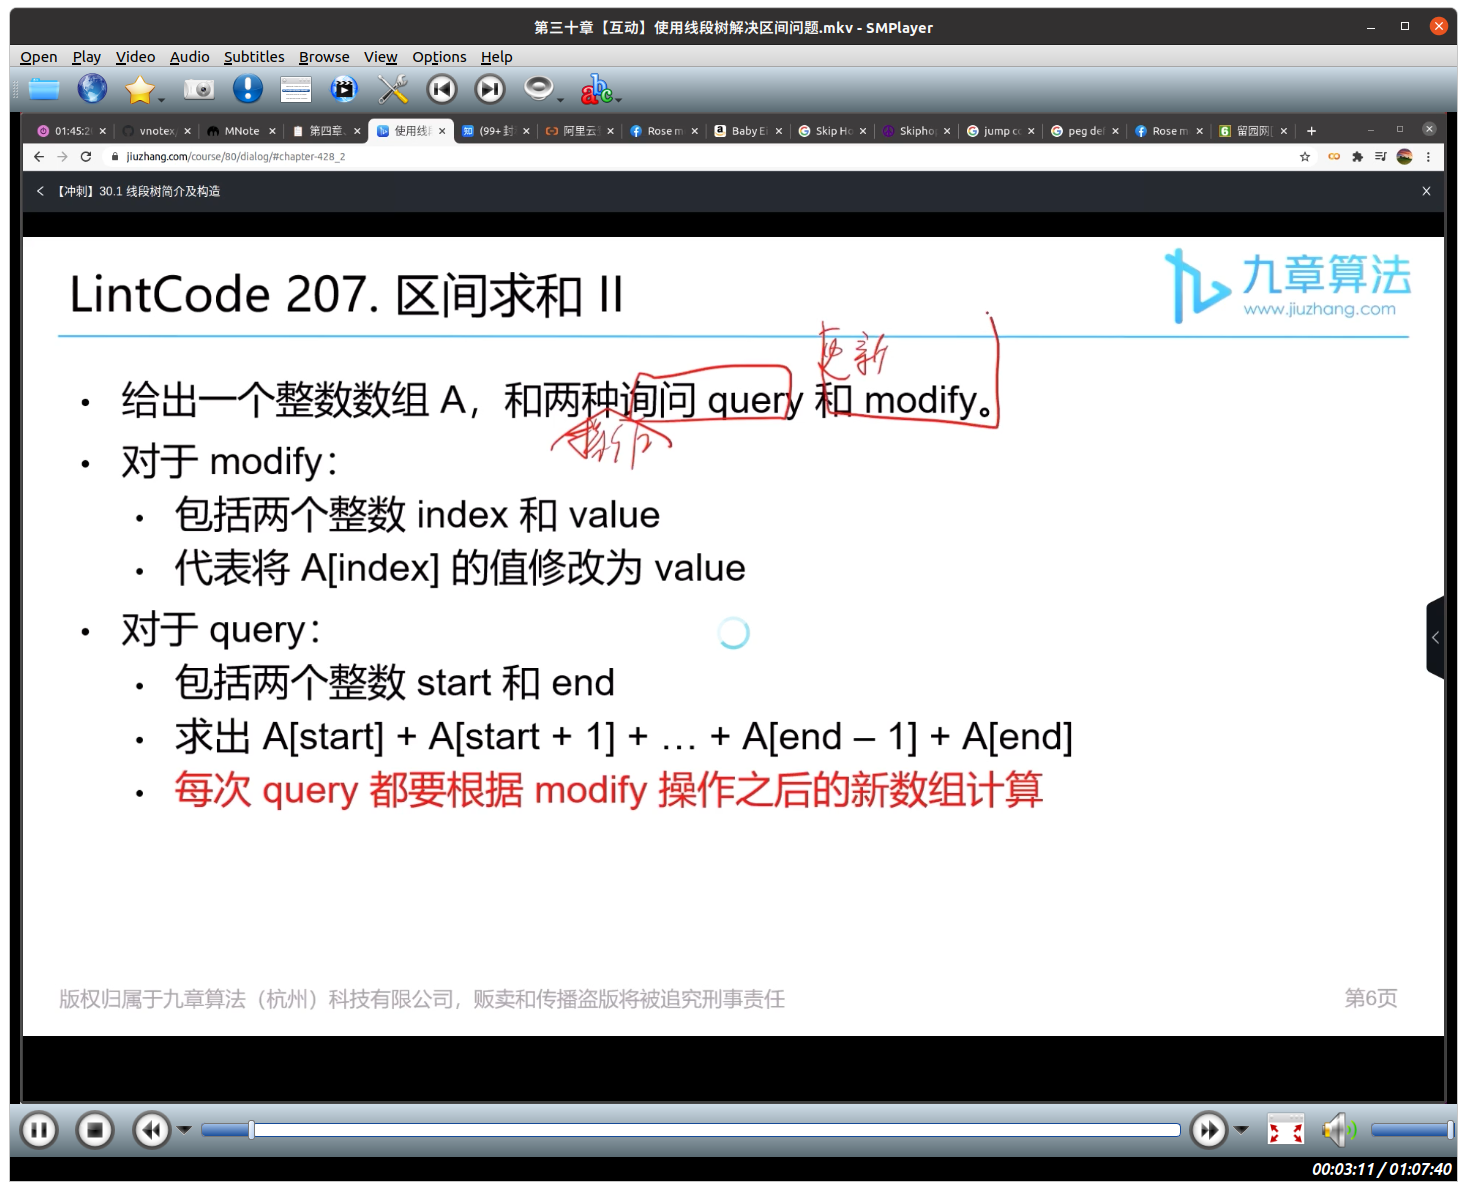 第三十章【互动】使用线段树解决区间问题.mkv - SMPlayer
Open Play Video Audio Subtitles Browse View Options Help
abc
01:45:2 vnotex MNote 第四章 使用线 (99+ 封 阿里云 Rose m Baby E Skip Ho Skipho jump c peg de Rose m 留园网
jiuzhang.com/course/80/dialog/#chapter-428_2
【冲刺】30.1 线段树简介及构造
LintCode 207. 区间求和 II
九章算法
www.jiuzhang.com
更新
• 给出一个整数数组 A，和两种询问 query 和 modify。
• 对于 modify：
• 包括两个整数 index 和 value
• 代表将 A[index] 的值修改为 value
• 对于 query：
• 包括两个整数 start 和 end
• 求出 A[start] + A[start + 1] + … + A[end – 1] + A[end]
• 每次 query 都要根据 modify 操作之后的新数组计算
版权归属于九章算法（杭州）科技有限公司，贩卖和传播盗版将被追究刑事责任
第6页
00:03:11 / 01:07:40